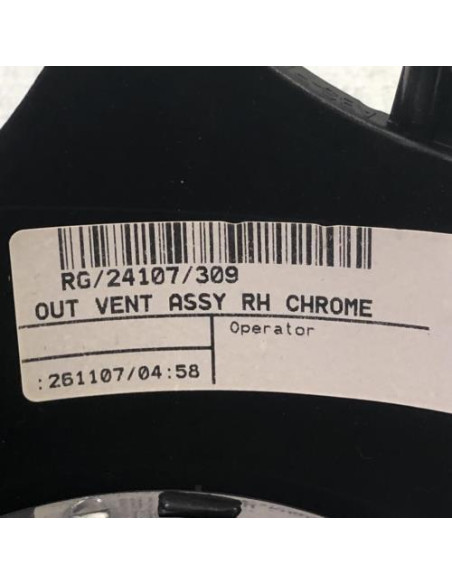 RG/24107/309
OUT VENT ASSY RH CHROME
Operator
:261107/04:58